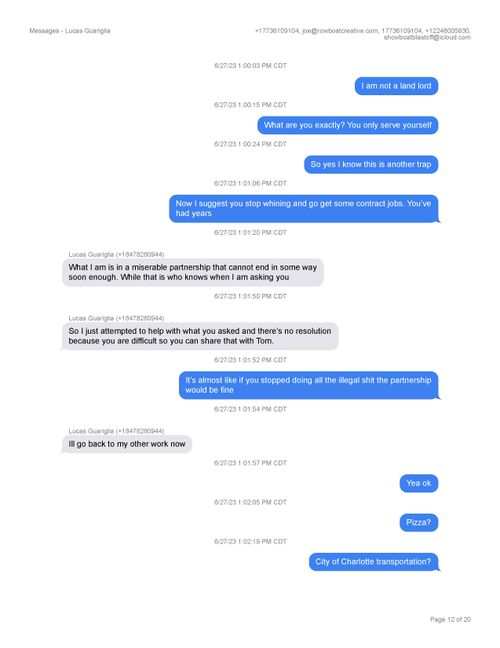 Messages - Lucas Guariglia
+17736109104, joe@rowboatcreative.com, 17736109104, +12248005830,
showboatblastoff@icloud.com
6/27/23 1:00:03 PM CDT
I am not a land lord
6/27/23 1:00:15 PM CDT
What are you exactly? You only serve yourself
6/27/23 1:00:24 PM CDT
So yes I know this is another trap
6/27/23 1:01:06 PM CDT
Now I suggest you stop whining and go get some contract jobs. You've
had years
6/27/23 1:01:20 PM CDT
Lucas Guariglia (+18478280944)
What I am is in a miserable partnership that cannot end in some way
soon enough. While that is who knows when I am asking you
6/27/23 1:01:50 PM CDT
Lucas Guariglia (+18478280944)
So I just attempted to help with what you asked and there's no resolution
because you are difficult so you can share that with Tom.
6/27/23 1:01:52 PM CDT
It's almost like if you stopped doing all the illegal shit the partnership
would be fine
6/27/23 1:01:54 PM CDT
Lucas Guariglia (+18478280944)
Ill go back to my other work now
6/27/23 1:01:57 PM CDT
Yea ok
6/27/23 1:02:05 PM CDT
Pizza?
6/27/23 1:02:19 PM CDT
City of Charlotte transportation?
Page 12 of 20